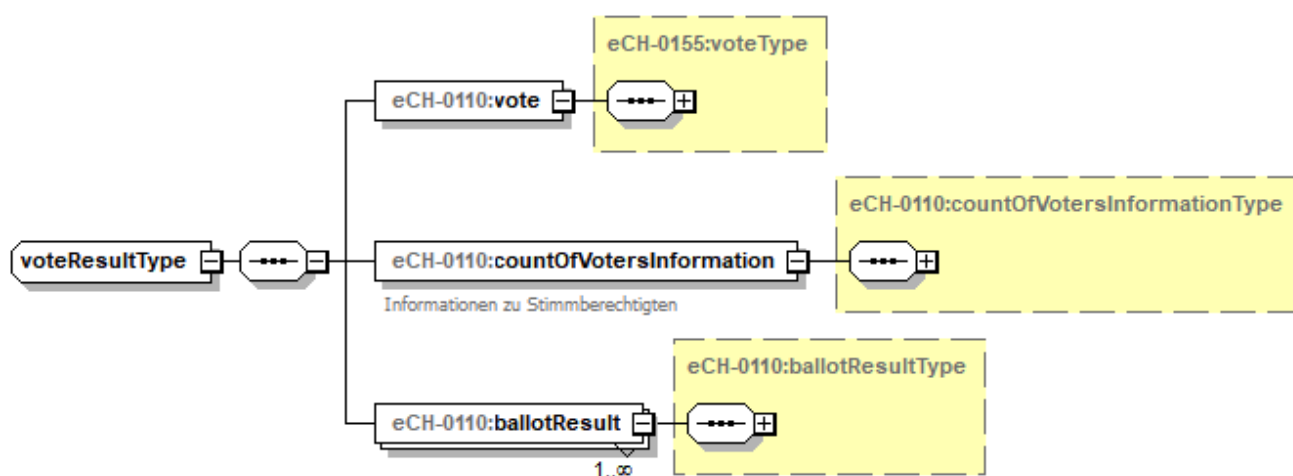 eCH-0155:voteType
eCH-0110:vote
eCH-0110:countOfVotersInformationType
voteResultType
eCH-0110:countOfVotersInformation
Informationen zu Stimmberechtigten
eCH-0110:ballotResultType
eCH-0110:ballotResult
1..∞